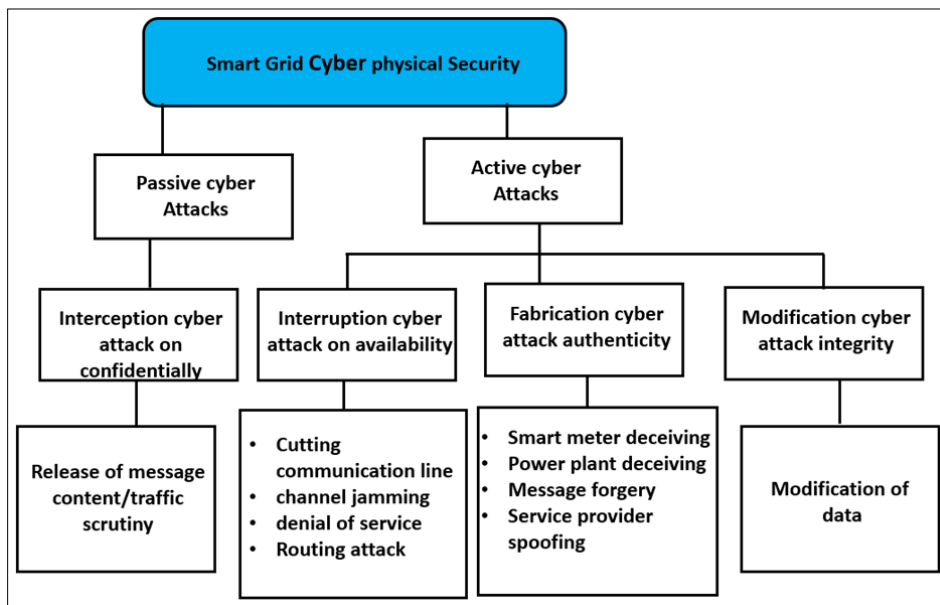 Smart Grid Cyber physical Security
Passive cyber
Attacks
Active cyber
Attacks
Interception cyber
attack on
confidentially
Interruption cyber
attack on availability
Fabrication cyber
attack authenticity
Modification cyber
attack integrity
Release of message
content/traffic
scrutiny
• Cutting
communication line
• channel jamming
• denial of service
• Routing attack
• Smart meter deceiving
• Power plant deceiving
• Message forgery
• Service provider
spoofing
Modification of
data